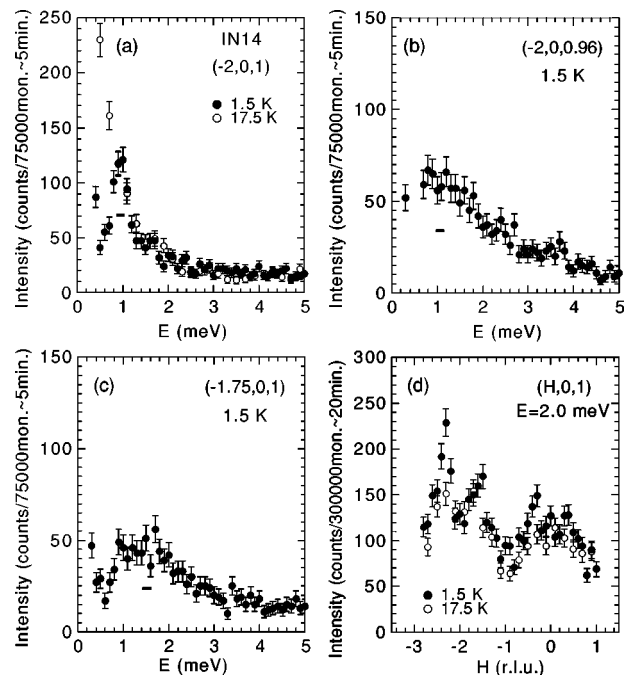 (a)
IN14
(-2,0,1)
● 1.5 K
○ 17.5 K
250
200
150
100
50
0
0 1 2 3 4 5
E (meV)
Intensity (counts/75000mon.~5min.)
(b)
(-2,0,0.96)
1.5 K
150
100
50
0
0 1 2 3 4 5
E (meV)
Intensity (counts/75000mon.~5min.)
(c)
(-1.75,0,1)
1.5 K
150
100
50
0
0 1 2 3 4 5
E (meV)
Intensity (counts/75000mon.~5min.)
(d)
(H,0,1)
E=2.0 meV
● 1.5 K
○ 17.5 K
300
250
200
150
100
50
0
-3 -2 -1 0 1
H (r.l.u.)
Intensity (counts/300000mon.~20min.)